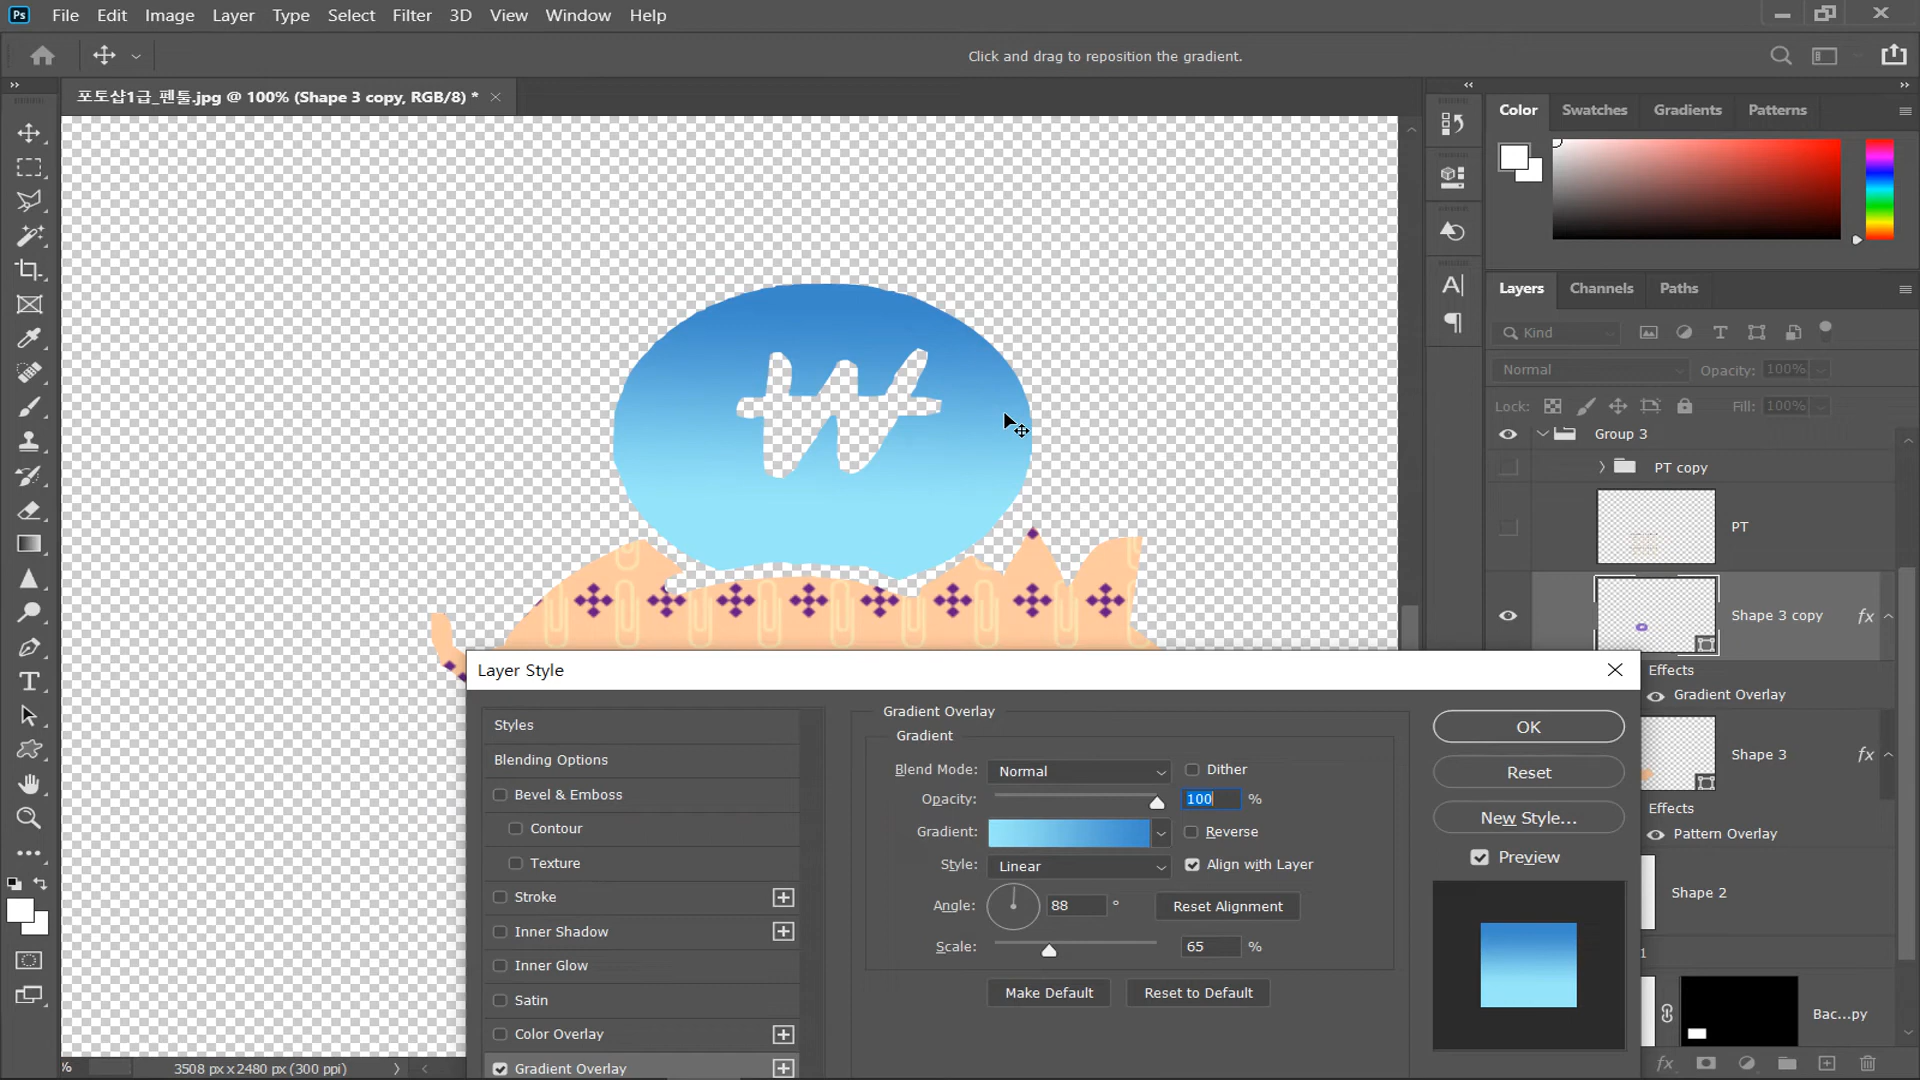 Ps File Edit Image Layer Type Select Filter 3D View Window Help
Click and drag to reposition the gradient.
포토샵1급_펜툴.jpg @ 100% (Shape 3 copy, RGB/8) *
Color Swatches Gradients Patterns
Layers Channels Paths
Kind
Normal Opacity: 100%
Lock: Fill: 100%
Group 3
PT copy
PT
Shape 3 copy fx
Effects
Gradient Overlay
Shape 3 fx
Effects
Pattern Overlay
Shape 2
1
Bac...py
fx
₩
Layer Style
Styles
Blending Options
Bevel & Emboss
Contour
Texture
Stroke
Inner Shadow
Inner Glow
Satin
Color Overlay
Gradient Overlay
Gradient Overlay
Gradient
Blend Mode: Normal Dither
Opacity: 100 %
Gradient: Reverse
Style: Linear Align with Layer
Angle: 88 ° Reset Alignment
Scale: 65 %
Make Default Reset to Default
OK
Reset
New Style...
Preview
% 3508 px x 2480 px (300 ppi)